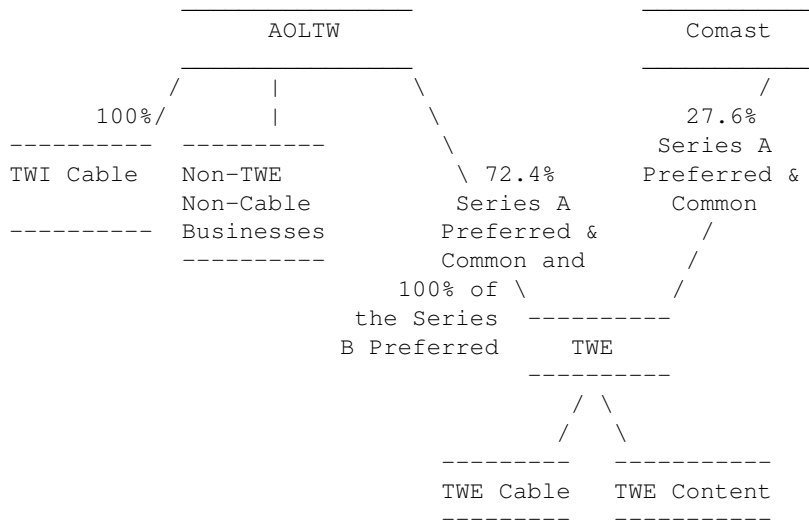 AOLTW Comast
100% 27.6%
Series A
TWI Cable Non-TWE 72.4% Preferred &
Non-Cable Series A Common
Businesses Preferred &
Common and
100% of
the Series
B Preferred TWE
TWE Cable TWE Content